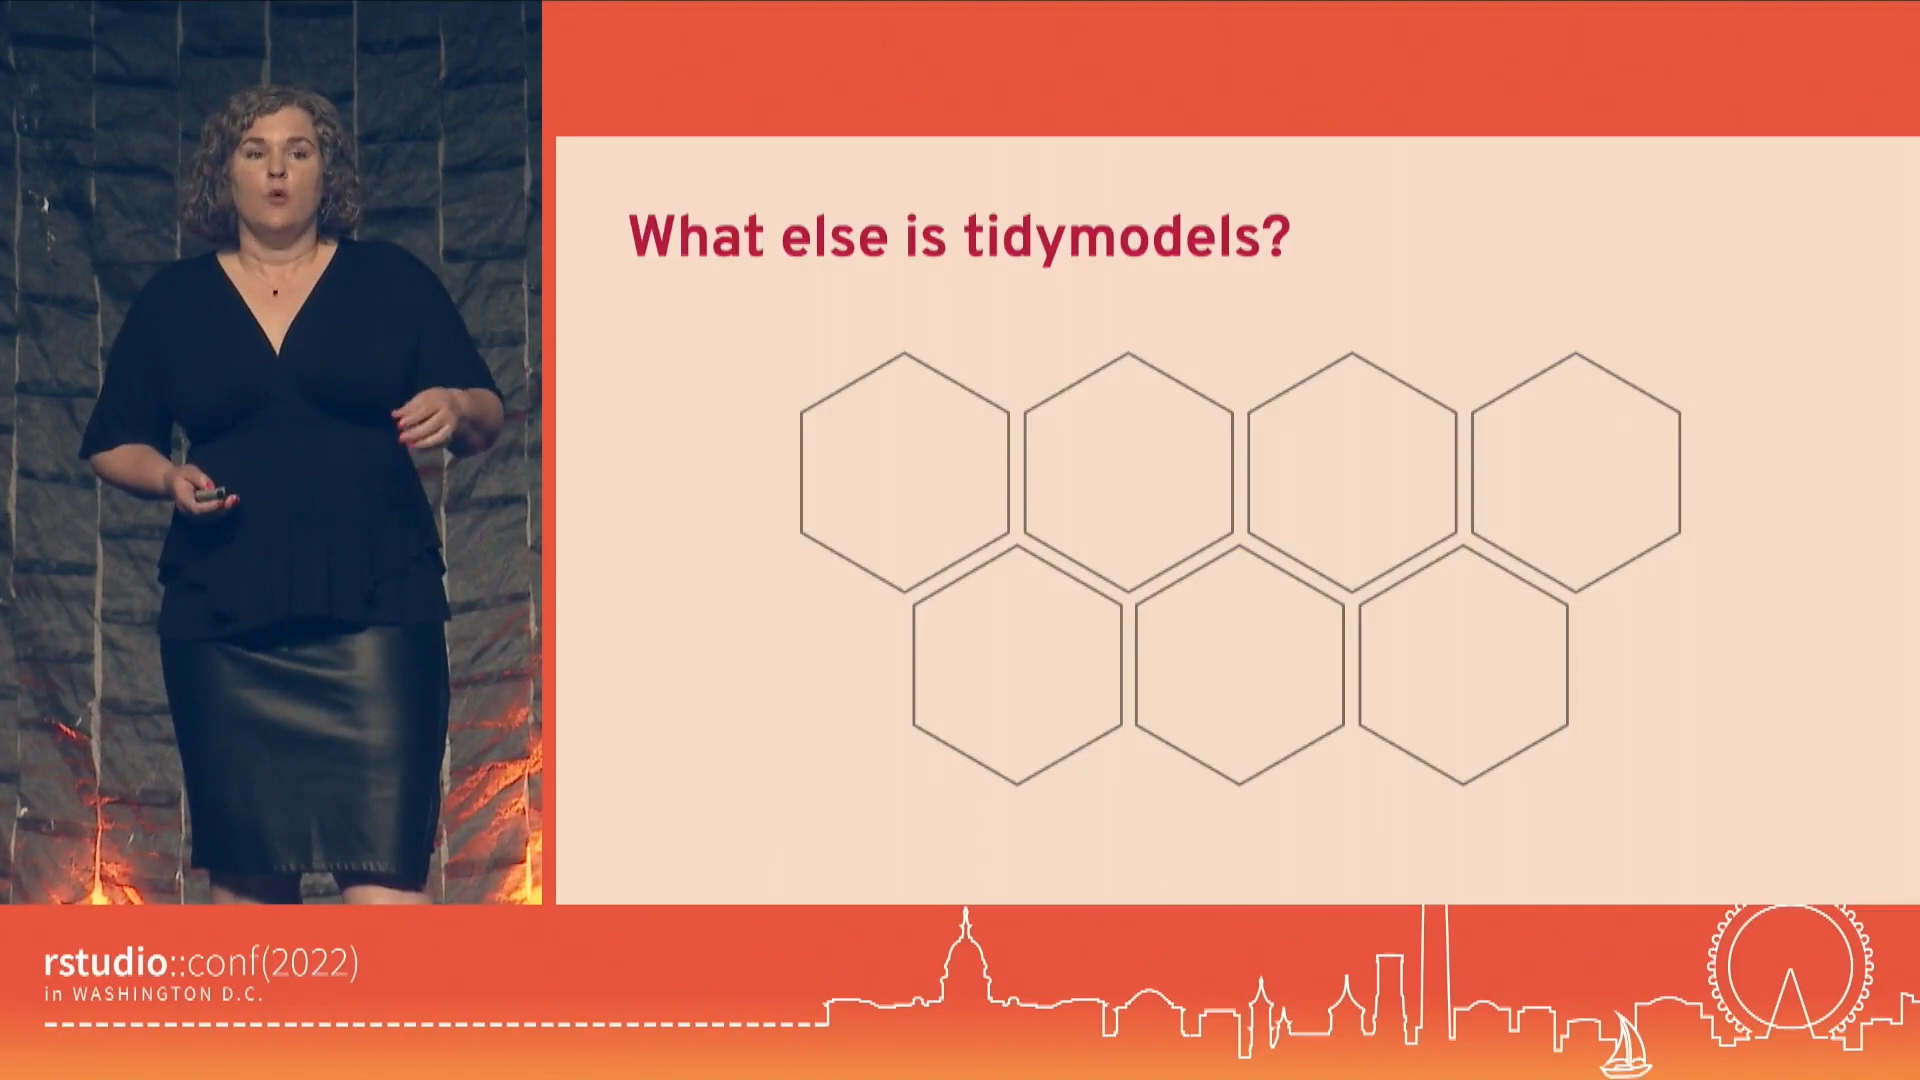 What else is tidymodels?
rstudio::conf(2022)
in WASHINGTON D.C.